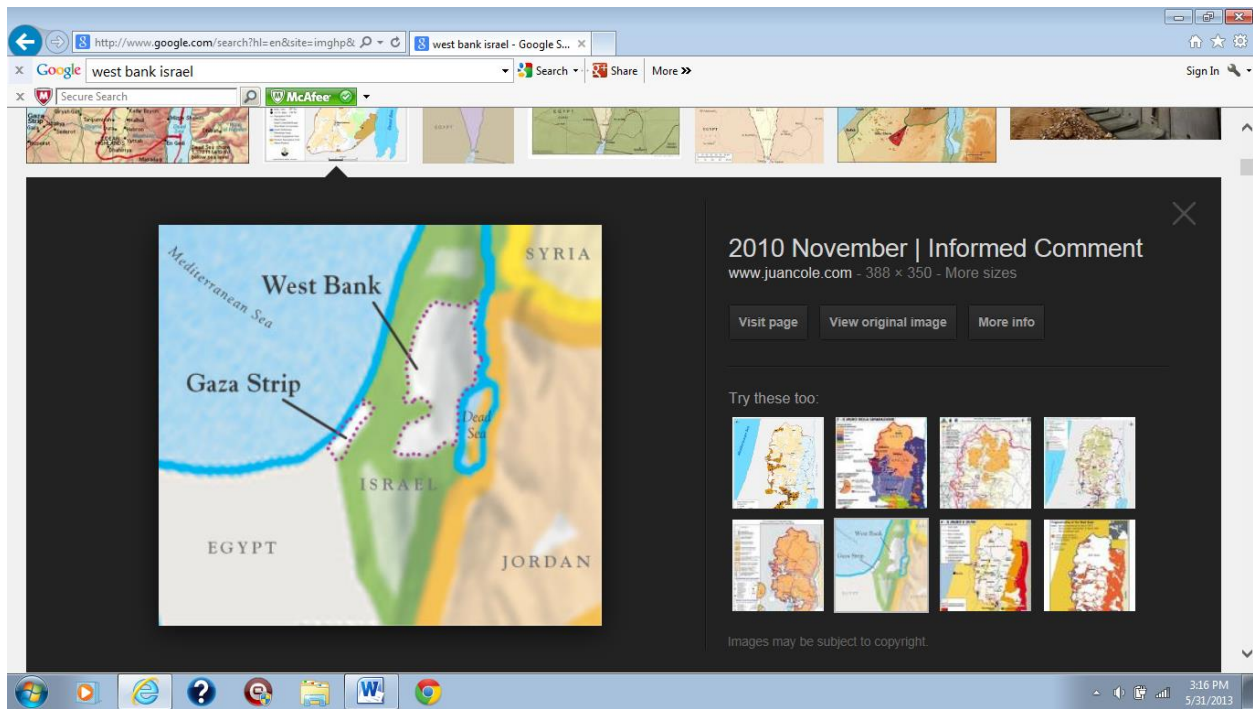 http://www.google.com/search?hl=en&site=imghp&
west bank israel - Google S...
Google west bank israel Search Share More » Sign In
Secure Search McAfee
2010 November | Informed Comment
www.juancole.com - 388 × 350 - More sizes
Visit page View original image More info
Try these too:
Images may be subject to copyright.
Mediterranean Sea
West Bank
SYRIA
Gaza Strip
Dead
Sea
ISRAEL
EGYPT
JORDAN
3:16 PM
5/31/2013